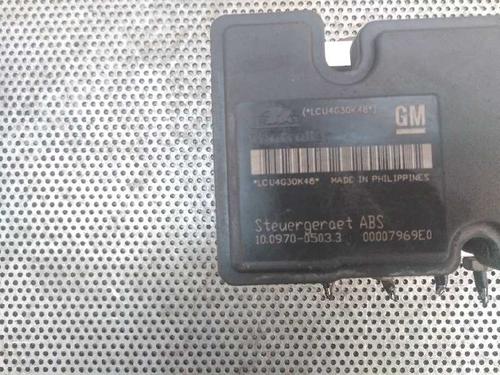 (*LCU4G30K48*)
GM
*LCU4G30K48* MADE IN PHILIPPINES
Steuergeraet ABS
10.0970-0503.3 00007969E0